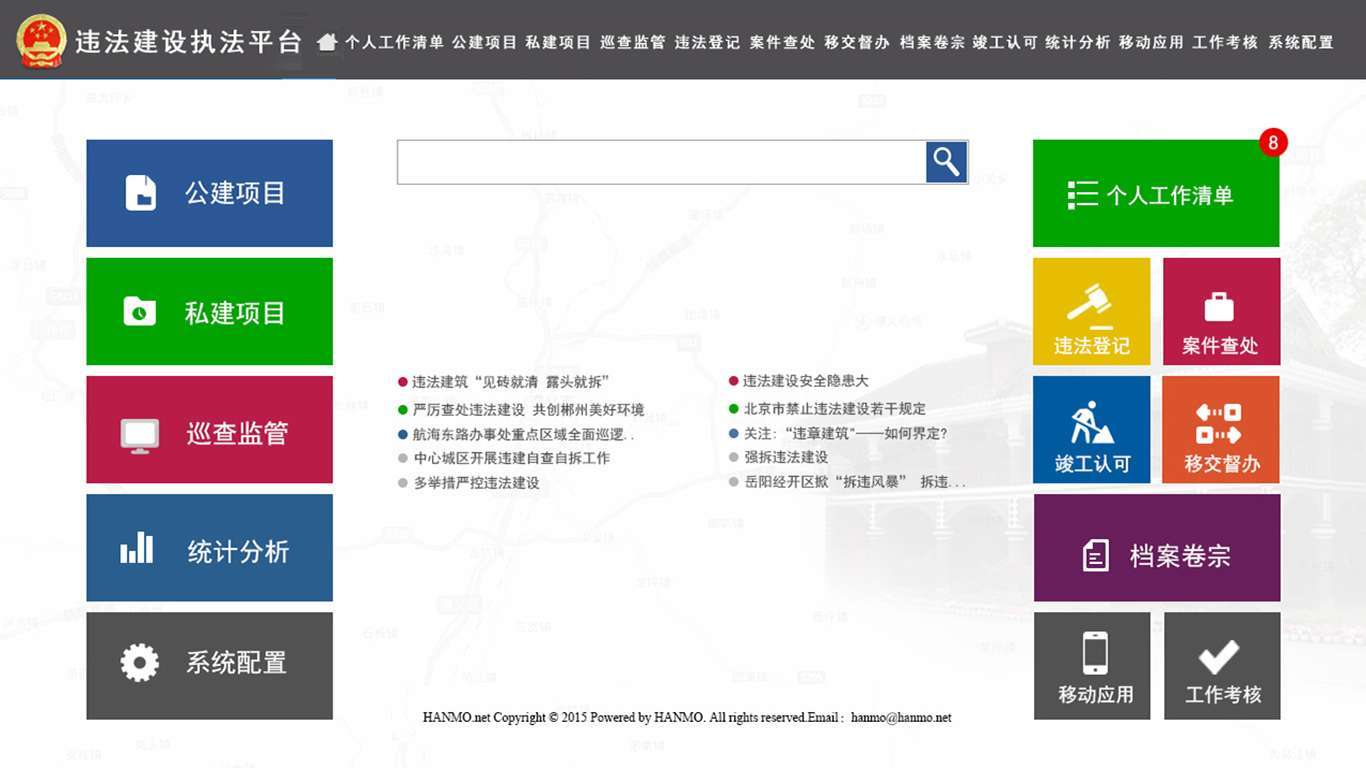 违法建设执法平台
个人工作清单 公建项目 私建项目 巡查监管 违法登记 案件查处 移交督办 档案卷宗 竣工认可 统计分析 移动应用 工作考核 系统配置
公建项目
私建项目
巡查监管
统计分析
系统配置
违法建筑“见砖就清 露头就拆”
严厉查处违法建设 共创郴州美好环境
航海东路办事处重点区域全面巡逻..
中心城区开展违建自查自拆工作
多举措严控违法建设
违法建设安全隐患大
北京市禁止违法建设若干规定
关注：“违章建筑"——如何界定?
强拆违法建设
岳阳经开区掀“拆违风暴” 拆违...
8
个人工作清单
违法登记
案件查处
竣工认可
移交督办
档案卷宗
移动应用
工作考核
HANMO.net Copyright © 2015 Powered by HANMO. All rights reserved.Email：hanmo@hanmo.net